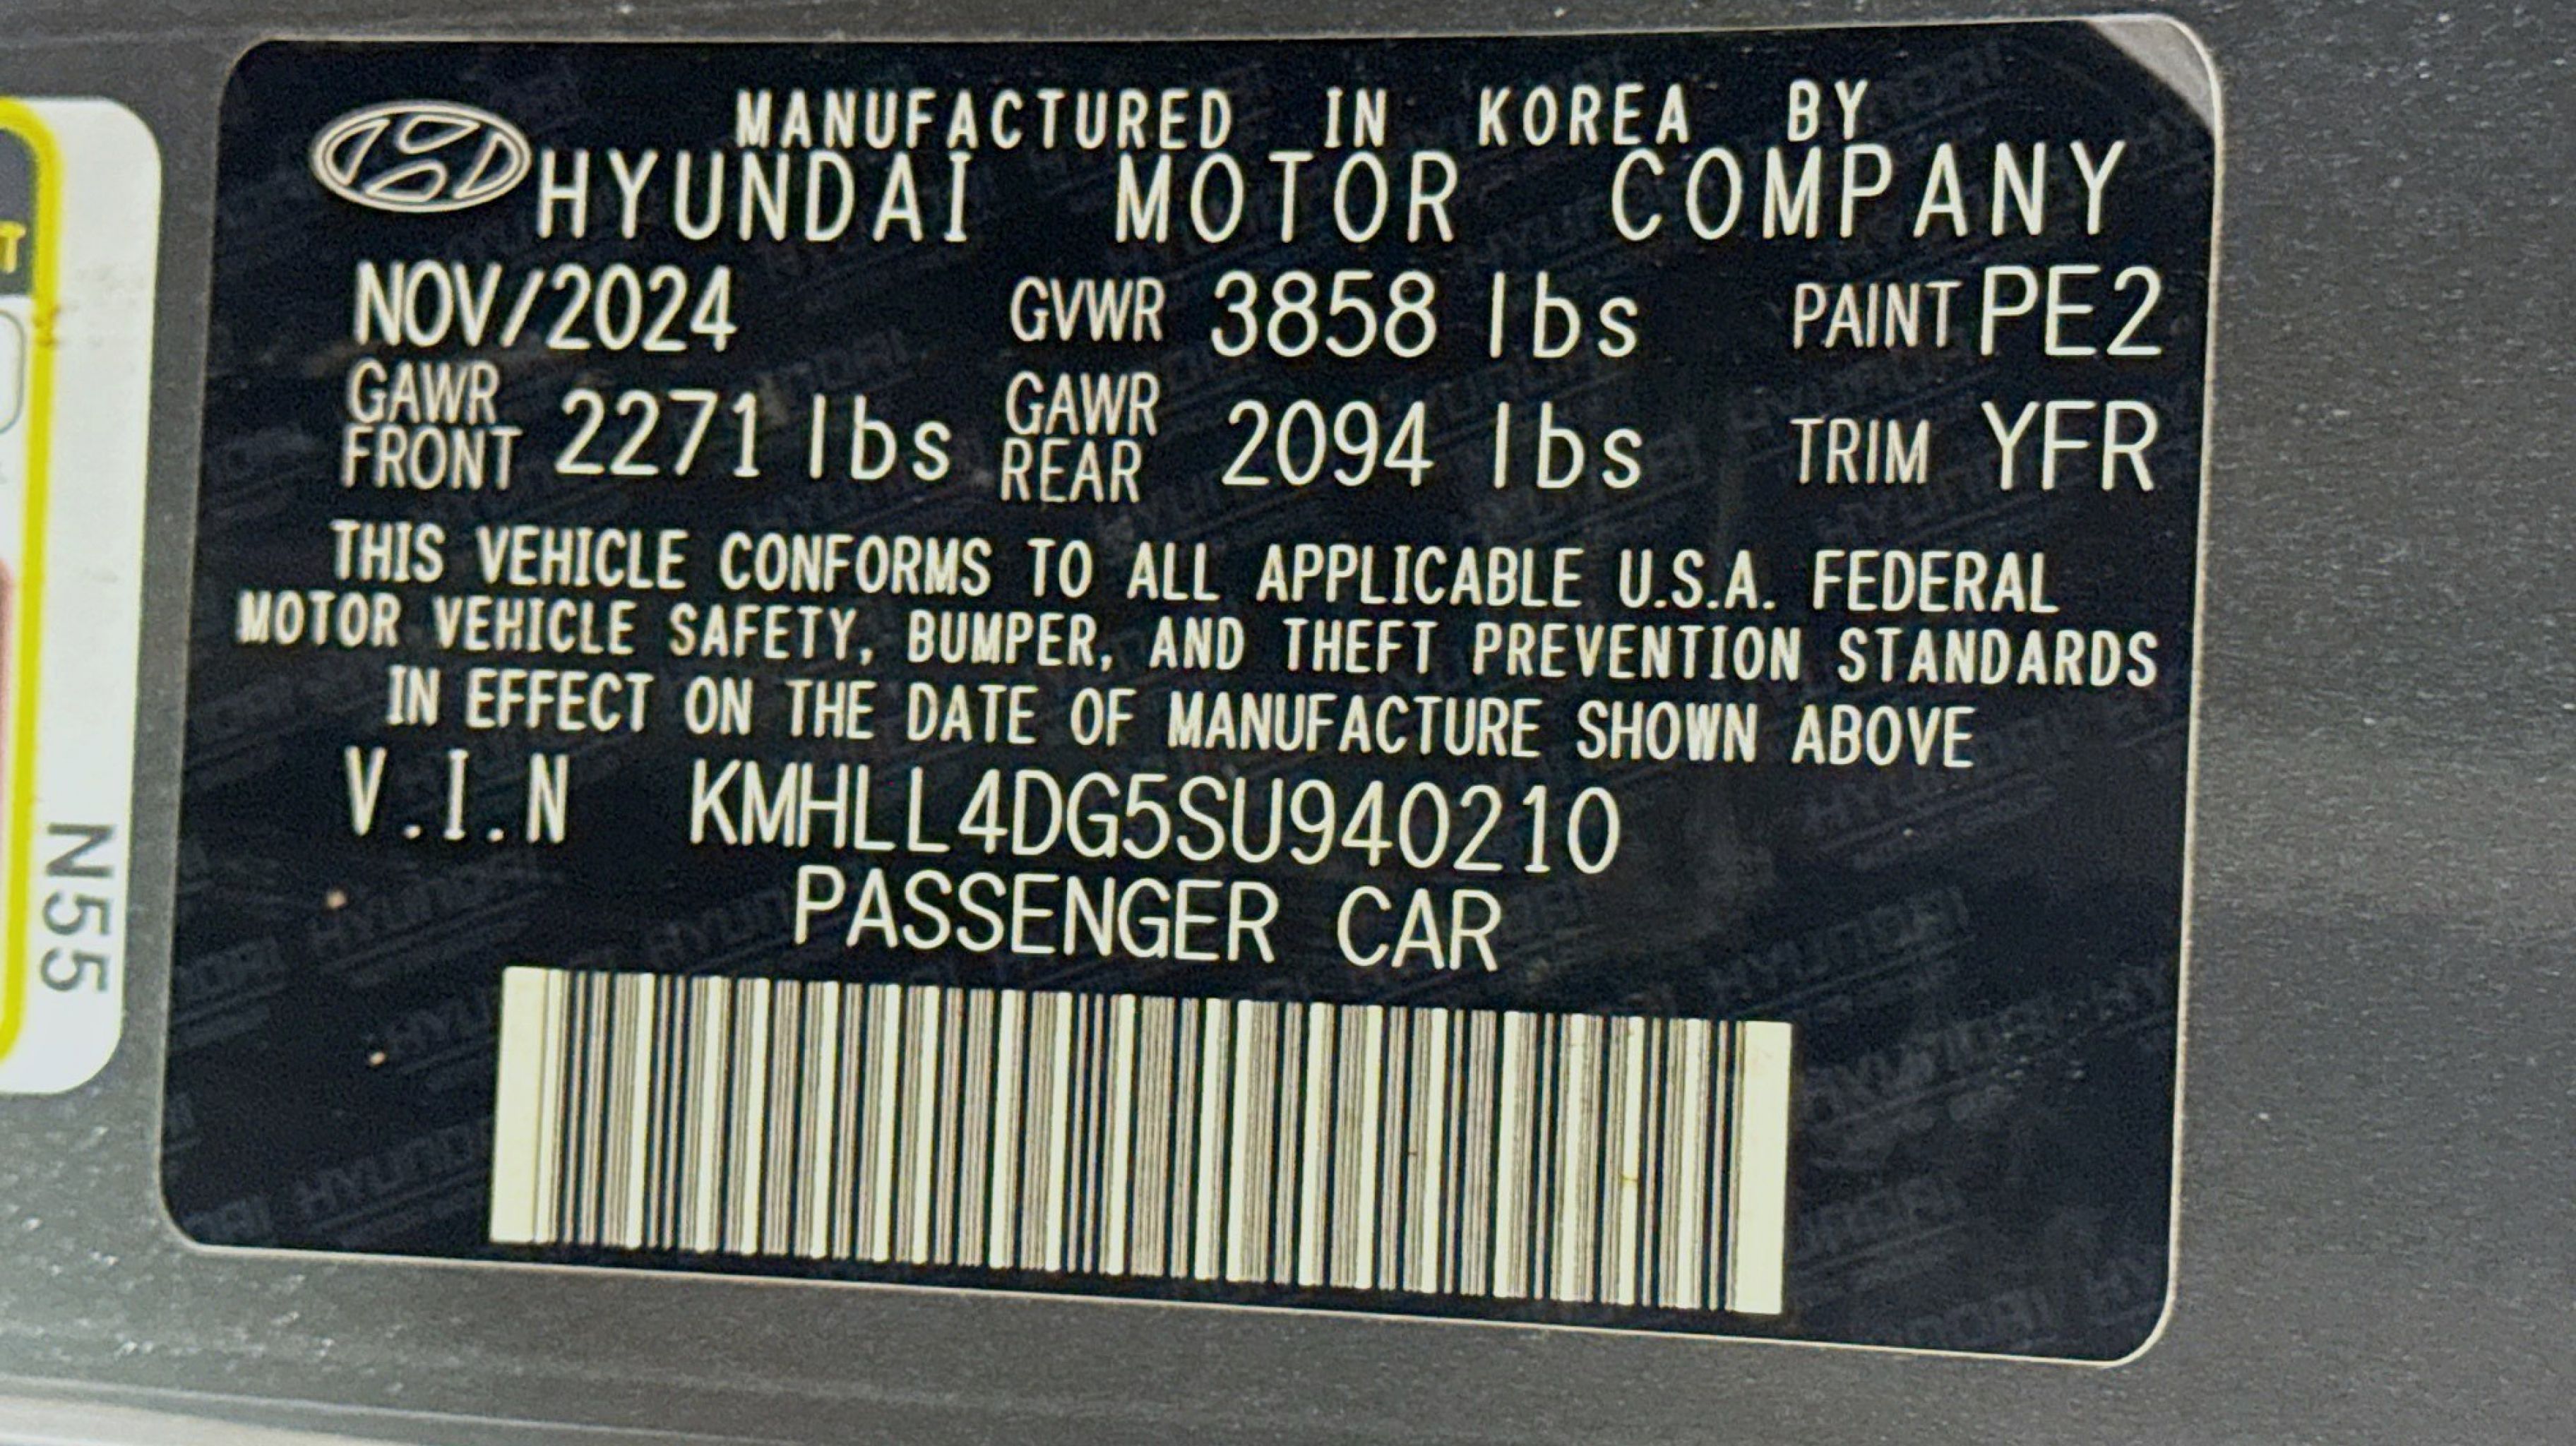 MANUFACTURED IN KOREA BY
HYUNDAI MOTOR COMPANY
NOV/2024 GVWR 3858 lbs PAINT PE2
GAWR FRONT 2271 lbs GAWR REAR 2094 lbs TRIM YFR
THIS VEHICLE CONFORMS TO ALL APPLICABLE U.S.A. FEDERAL
MOTOR VEHICLE SAFETY, BUMPER, AND THEFT PREVENTION STANDARDS
IN EFFECT ON THE DATE OF MANUFACTURE SHOWN ABOVE
V.I.N KMHLL4DG5SU940210
PASSENGER CAR
N55